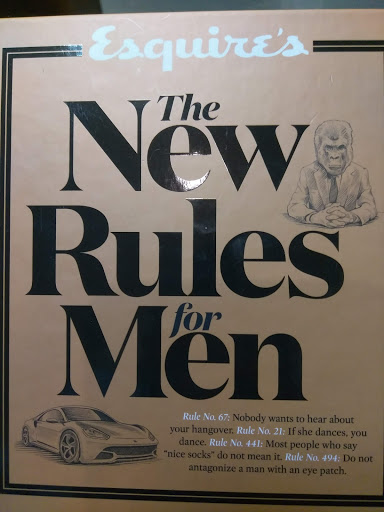 Esquire's
The
New
Rules
for
Men
Rule No. 67: Nobody wants to hear about
your hangover. Rule No. 21: If she dances, you
dance. Rule No. 441: Most people who say
"nice socks" do not mean it. Rule No. 494: Do not
antagonize a man with an eye patch.